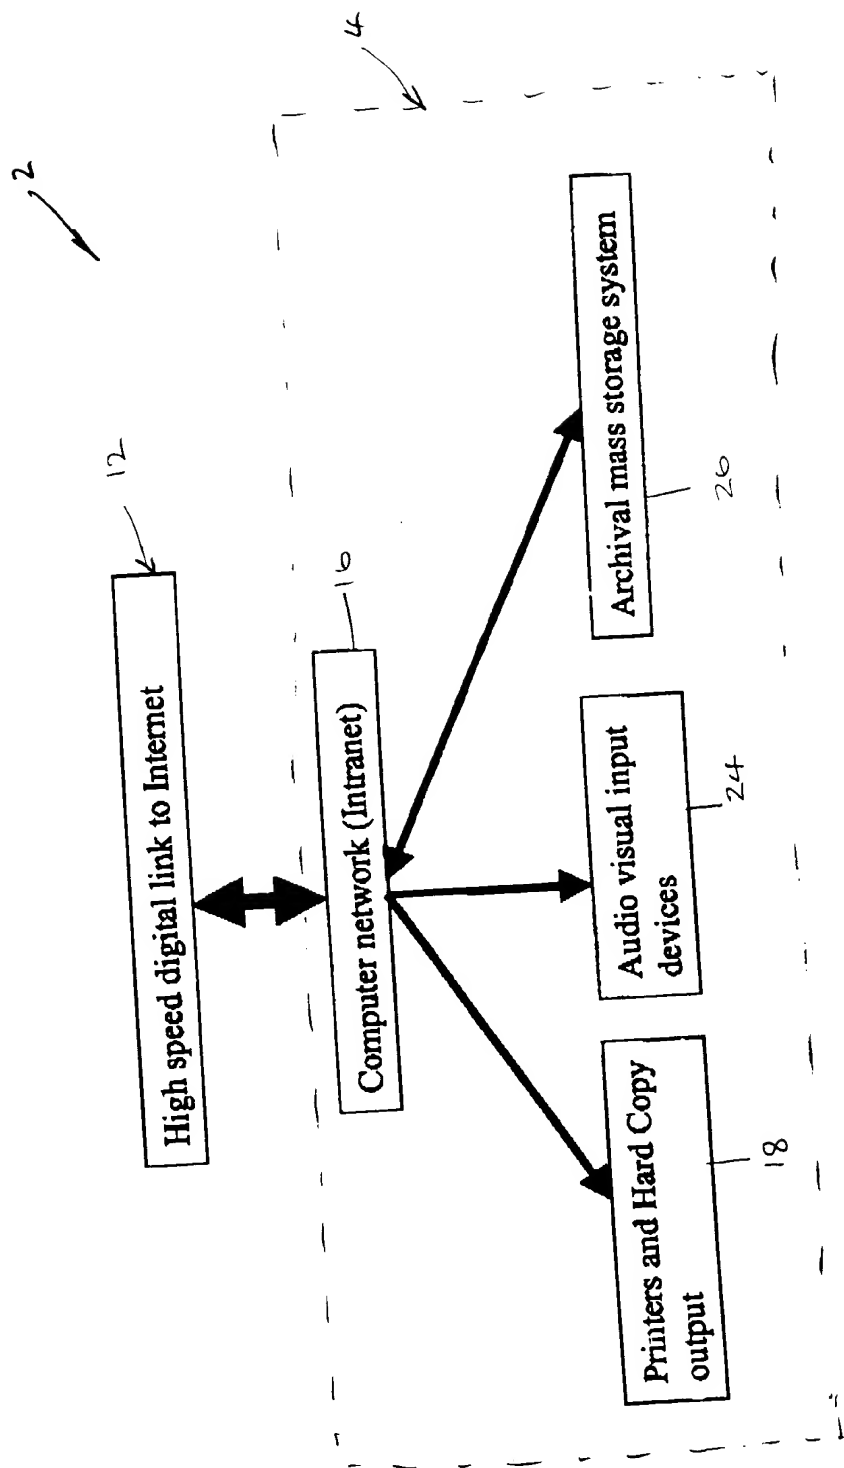 2
4
High speed digital link to Internet
12
Computer network (Intranet)
16
Printers and Hard Copy
output
18
Audio visual input
devices
24
Archival mass storage system
26